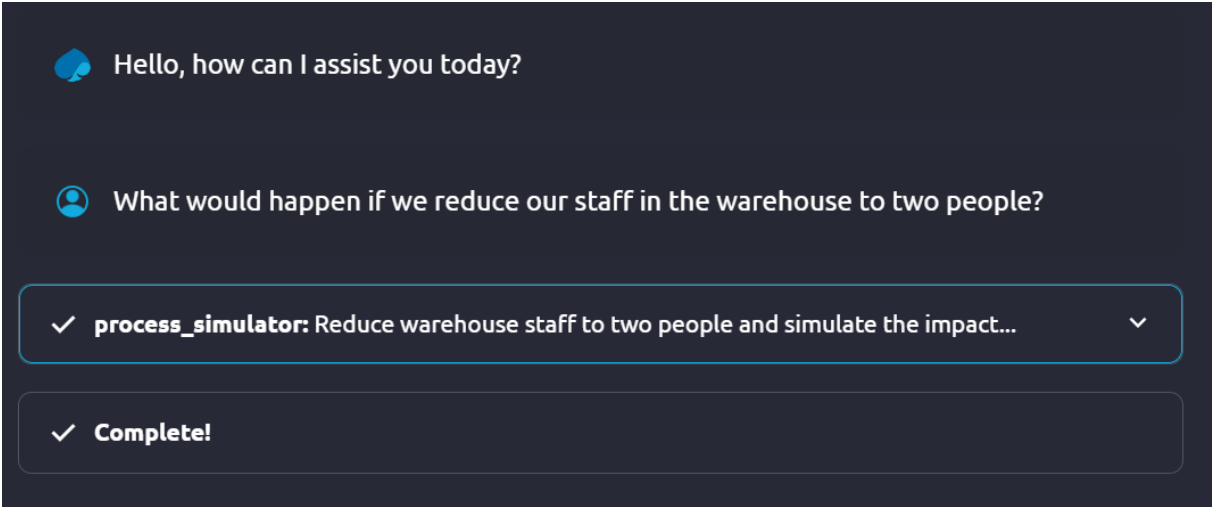 Hello, how can I assist you today?
What would happen if we reduce our staff in the warehouse to two people?
process_simulator: Reduce warehouse staff to two people and simulate the impact...
Complete!